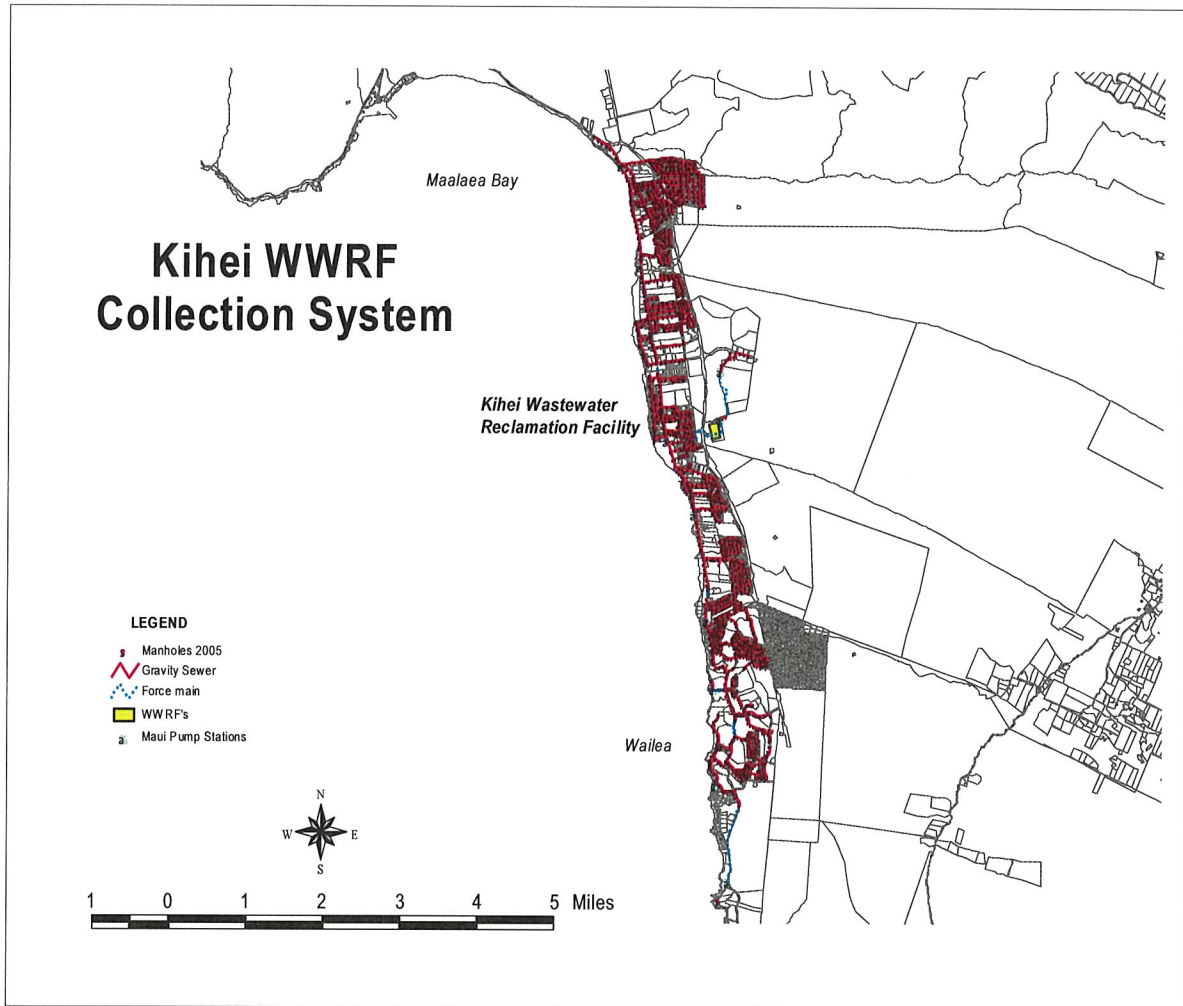 Maalaea Bay
Kihei WWRF
Collection System
Kihei Wastewater
Reclamation Facility
LEGEND
Manholes 2005
Gravity Sewer
Force main
WWRF's
Maui Pump Stations
Wailea
N
W E
S
1 0 1 2 3 4 5 Miles